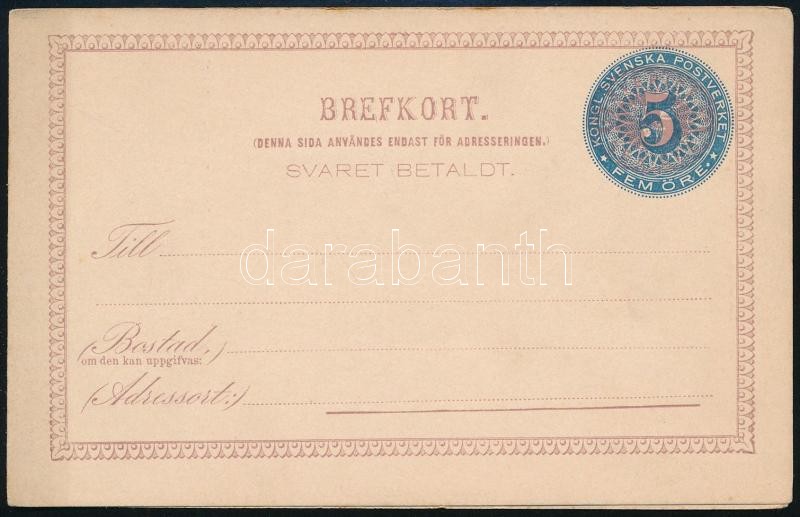 BREFKORT.
(DENNA SIDA ANVÄNDES ENDAST FÖR ADRESSERINGEN.)
SVARET BETALDT.
KONGL. SVENSKA POSTVERKET
5
FEM ÖRE.
Till
darabanth
(Bostad,)
om den kan uppgifvas:
(Adressort:)